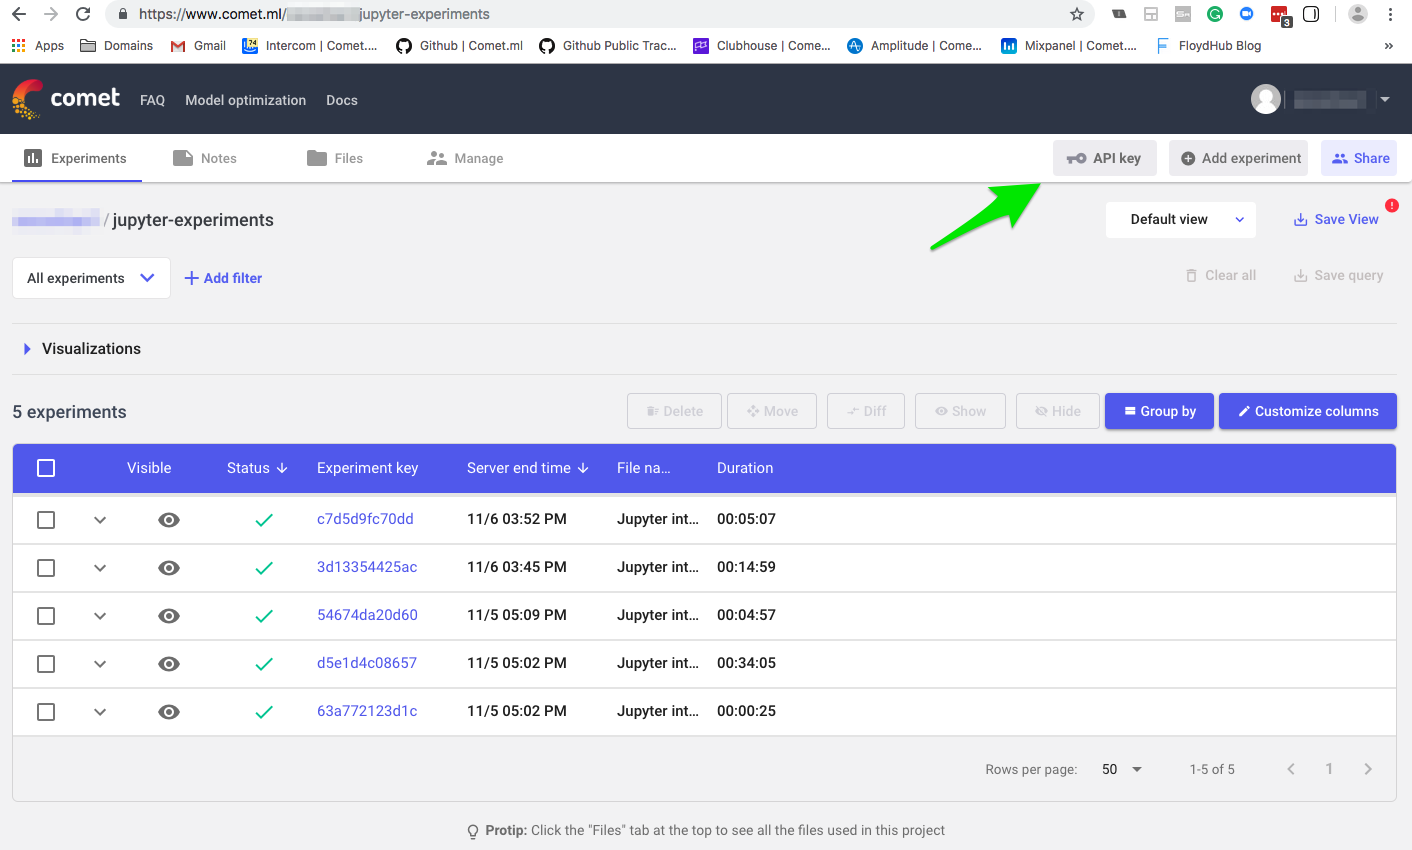 https://www.comet.ml/ jupyter-experiments
3
Apps Domains Gmail Intercom | Comet.... Github | Comet.ml Github Public Trac... Clubhouse | Come... Amplitude | Come... Mixpanel | Comet.... FloydHub Blog »
comet FAQ Model optimization Docs
Experiments Notes Files Manage API key Add experiment Share
/ jupyter-experiments Default view Save View !
All experiments + Add filter Clear all Save query
Visualizations
5 experiments Delete Move Diff Show Hide Group by Customize columns
Visible Status ↓ Experiment key Server end time ↓ File na... Duration
c7d5d9fc70dd 11/6 03:52 PM Jupyter int... 00:05:07
3d13354425ac 11/6 03:45 PM Jupyter int... 00:14:59
54674da20d60 11/5 05:09 PM Jupyter int... 00:04:57
d5e1d4c08657 11/5 05:02 PM Jupyter int... 00:34:05
63a772123d1c 11/5 05:02 PM Jupyter int... 00:00:25
Rows per page: 50 1-5 of 5 < 1 >
Protip: Click the "Files" tab at the top to see all the files used in this project